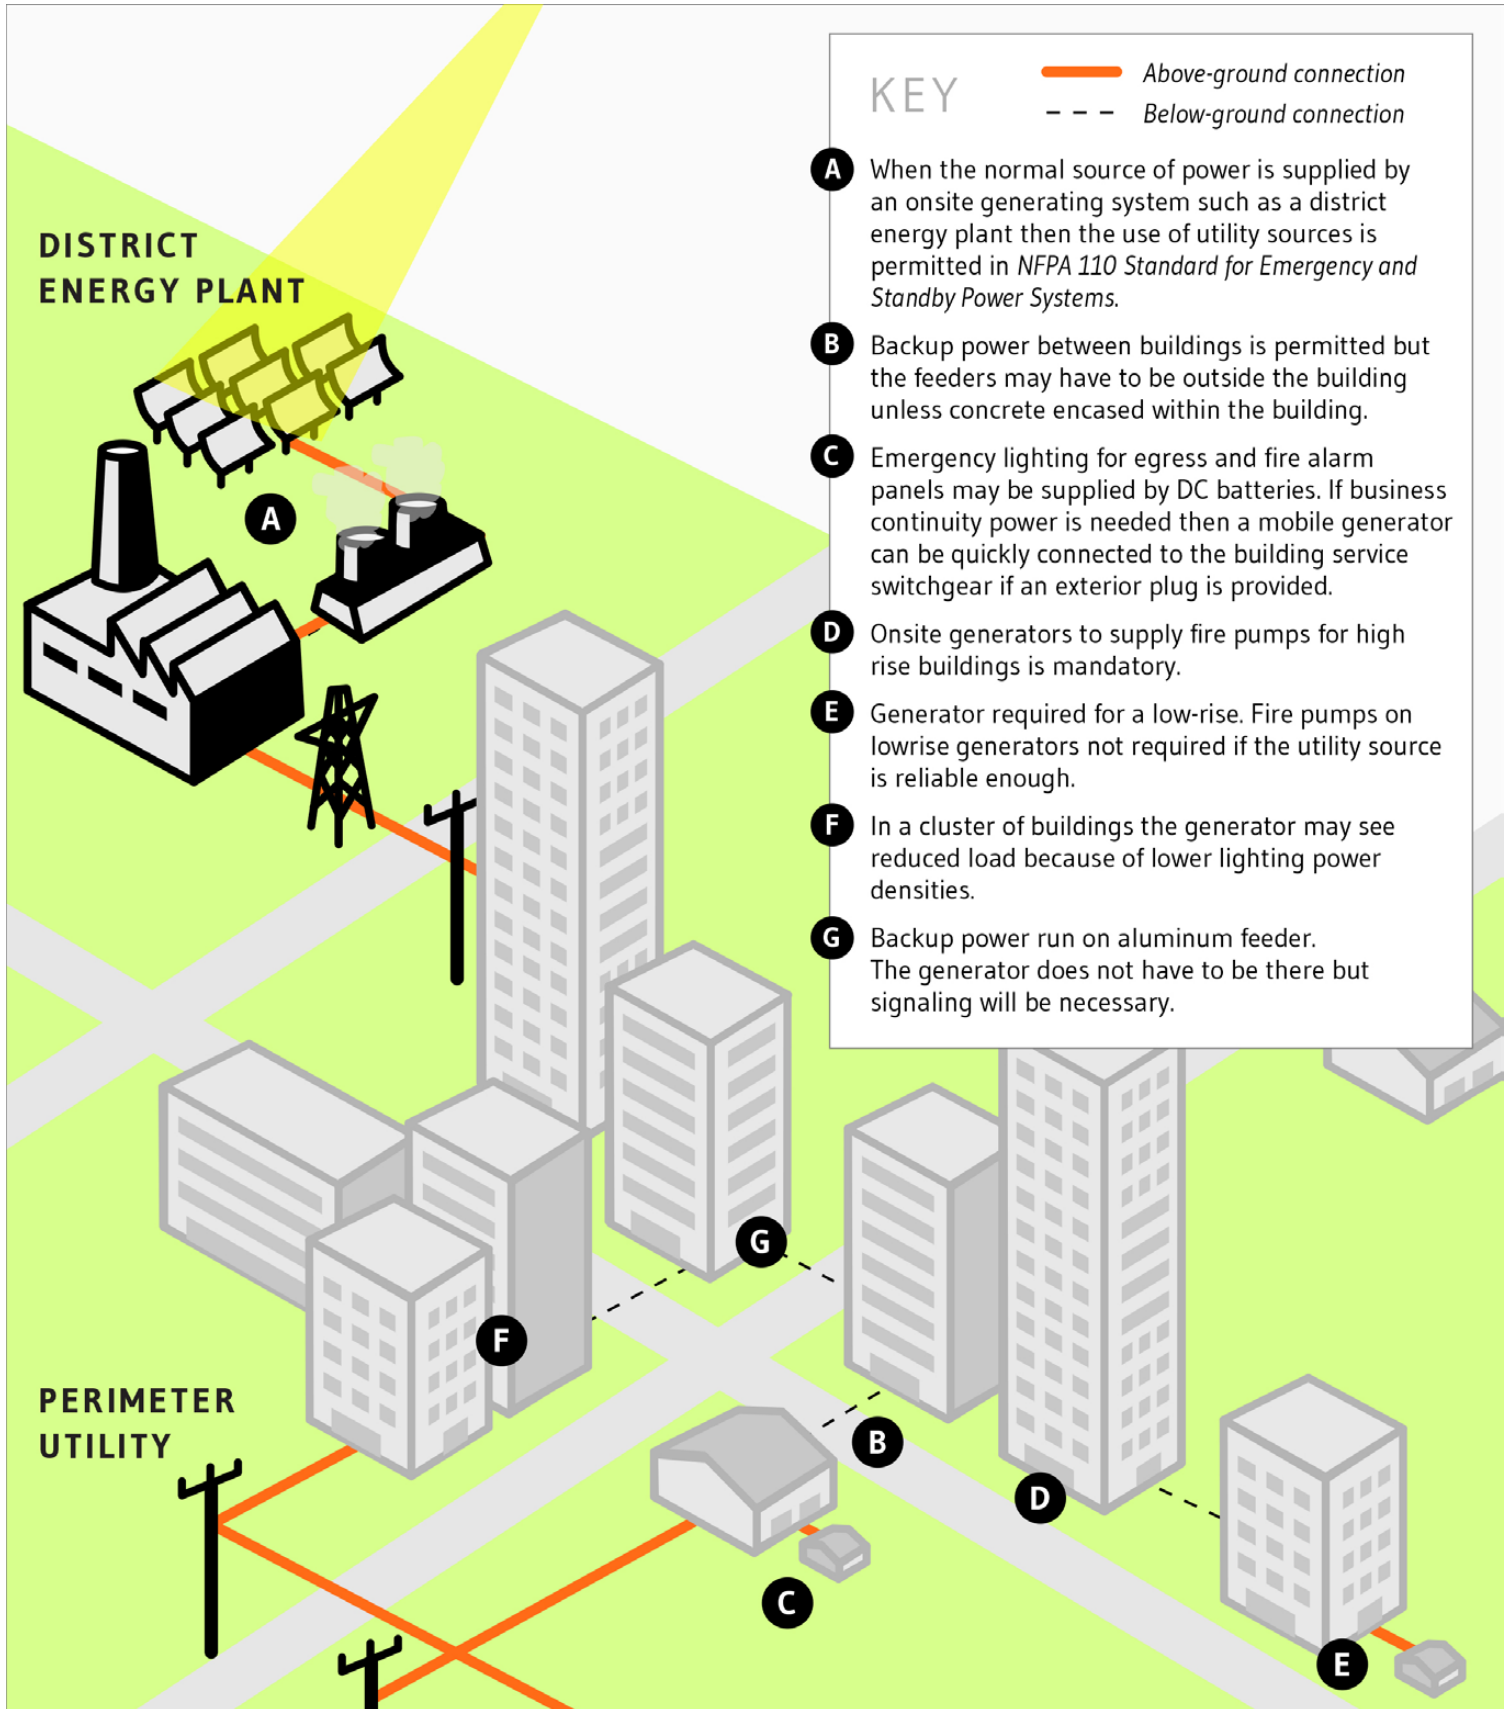 DISTRICT
ENERGY PLANT
A
KEY
Above-ground connection
Below-ground connection
A When the normal source of power is supplied by
an onsite generating system such as a district
energy plant then the use of utility sources is
permitted in NFPA 110 Standard for Emergency and
Standby Power Systems.
B Backup power between buildings is permitted but
the feeders may have to be outside the building
unless concrete encased within the building.
C Emergency lighting for egress and fire alarm
panels may be supplied by DC batteries. If business
continuity power is needed then a mobile generator
can be quickly connected to the building service
switchgear if an exterior plug is provided.
D Onsite generators to supply fire pumps for high
rise buildings is mandatory.
E Generator required for a low-rise. Fire pumps on
lowrise generators not required if the utility source
is reliable enough.
F In a cluster of buildings the generator may see
reduced load because of lower lighting power
densities.
G Backup power run on aluminum feeder.
The generator does not have to be there but
signaling will be necessary.
G
F
PERIMETER
UTILITY
B
D
C
E